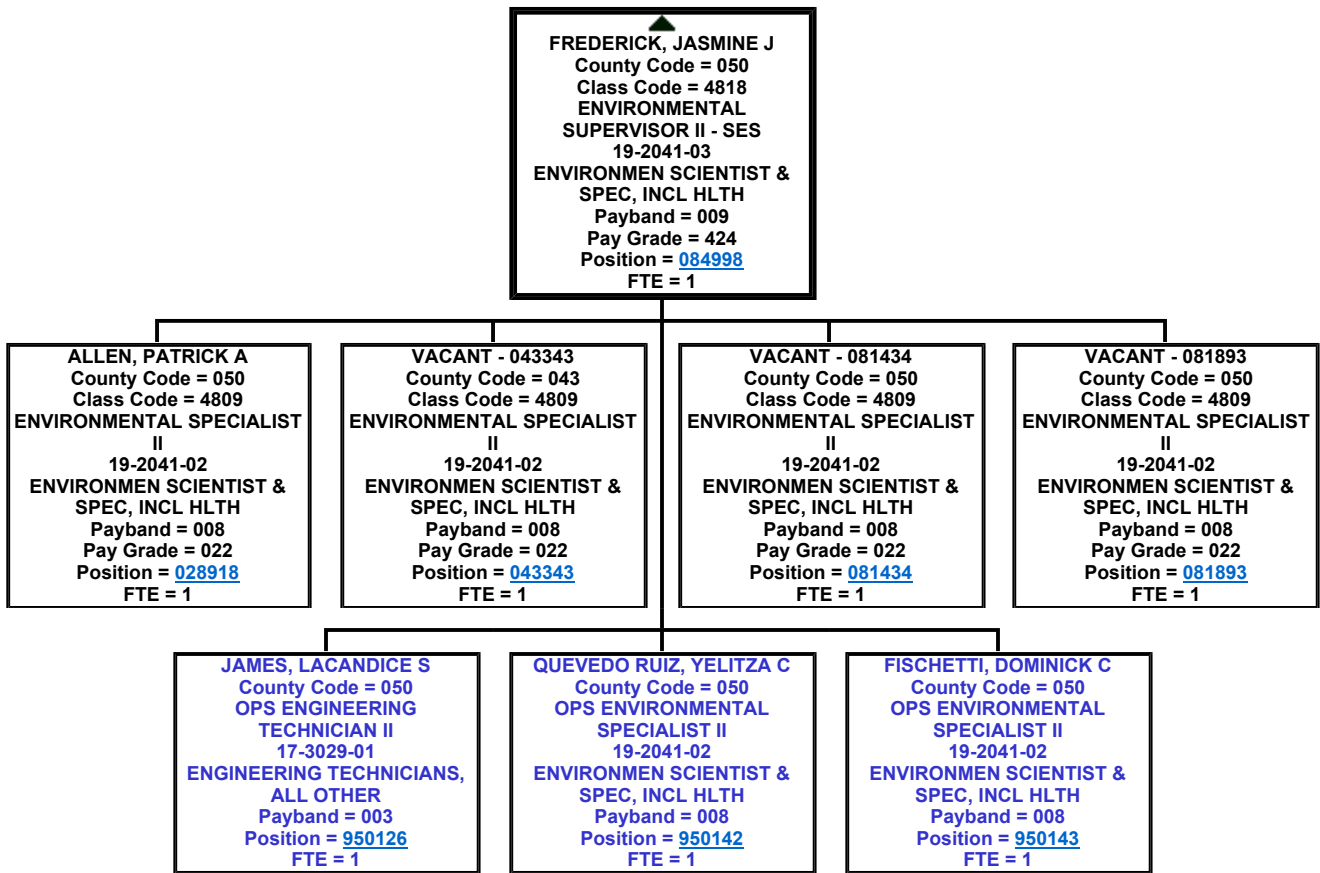 FREDERICK, JASMINE J
County Code = 050
Class Code = 4818
ENVIRONMENTAL
SUPERVISOR II - SES
19-2041-03
ENVIRONMEN SCIENTIST &
SPEC, INCL HLTH
Payband = 009
Pay Grade = 424
Position = 084998
FTE = 1
ALLEN, PATRICK A
County Code = 050
Class Code = 4809
ENVIRONMENTAL SPECIALIST
II
19-2041-02
ENVIRONMEN SCIENTIST &
SPEC, INCL HLTH
Payband = 008
Pay Grade = 022
Position = 028918
FTE = 1
VACANT - 043343
County Code = 043
Class Code = 4809
ENVIRONMENTAL SPECIALIST
II
19-2041-02
ENVIRONMEN SCIENTIST &
SPEC, INCL HLTH
Payband = 008
Pay Grade = 022
Position = 043343
FTE = 1
VACANT - 081434
County Code = 050
Class Code = 4809
ENVIRONMENTAL SPECIALIST
II
19-2041-02
ENVIRONMEN SCIENTIST &
SPEC, INCL HLTH
Payband = 008
Pay Grade = 022
Position = 081434
FTE = 1
VACANT - 081893
County Code = 050
Class Code = 4809
ENVIRONMENTAL SPECIALIST
II
19-2041-02
ENVIRONMEN SCIENTIST &
SPEC, INCL HLTH
Payband = 008
Pay Grade = 022
Position = 081893
FTE = 1
JAMES, LACANDICE S
County Code = 050
OPS ENGINEERING
TECHNICIAN II
17-3029-01
ENGINEERING TECHNICIANS,
ALL OTHER
Payband = 003
Position = 950126
FTE = 1
QUEVEDO RUIZ, YELITZA C
County Code = 050
OPS ENVIRONMENTAL
SPECIALIST II
19-2041-02
ENVIRONMEN SCIENTIST &
SPEC, INCL HLTH
Payband = 008
Position = 950142
FTE = 1
FISCHETTI, DOMINICK C
County Code = 050
OPS ENVIRONMENTAL
SPECIALIST II
19-2041-02
ENVIRONMEN SCIENTIST &
SPEC, INCL HLTH
Payband = 008
Position = 950143
FTE = 1